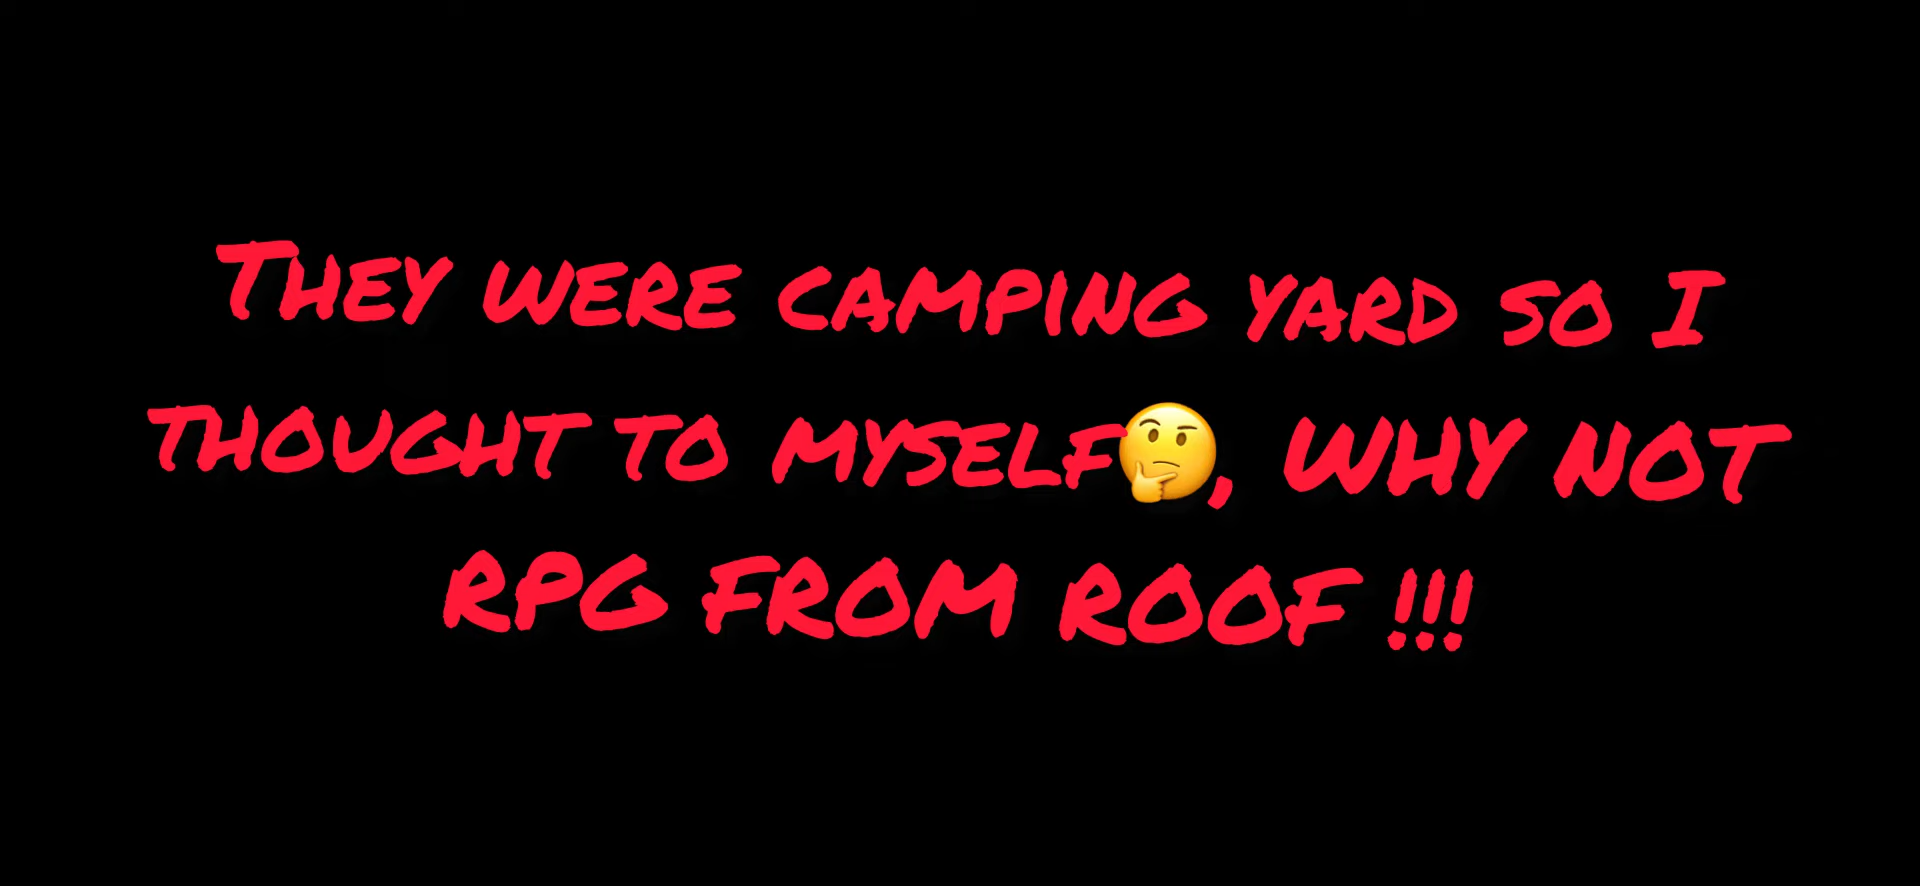 They were camping yard so I
thought to myself🤔, WHY NOT
RPG FROM ROOF !!!